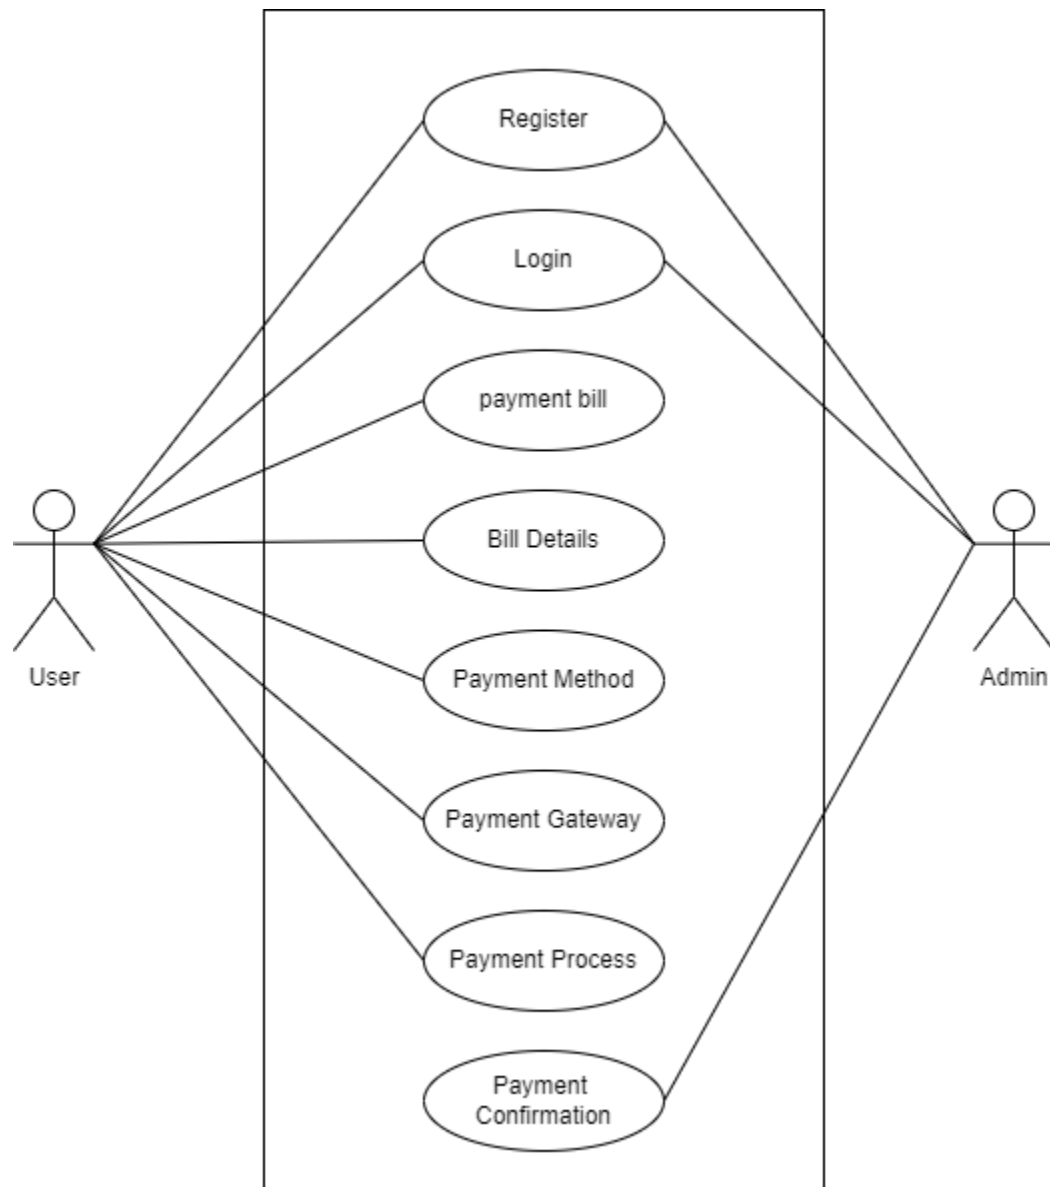 Register
Login
payment bill
Bill Details
Payment Method
User
Admin
Payment Gateway
Payment Process
Payment
Confirmation